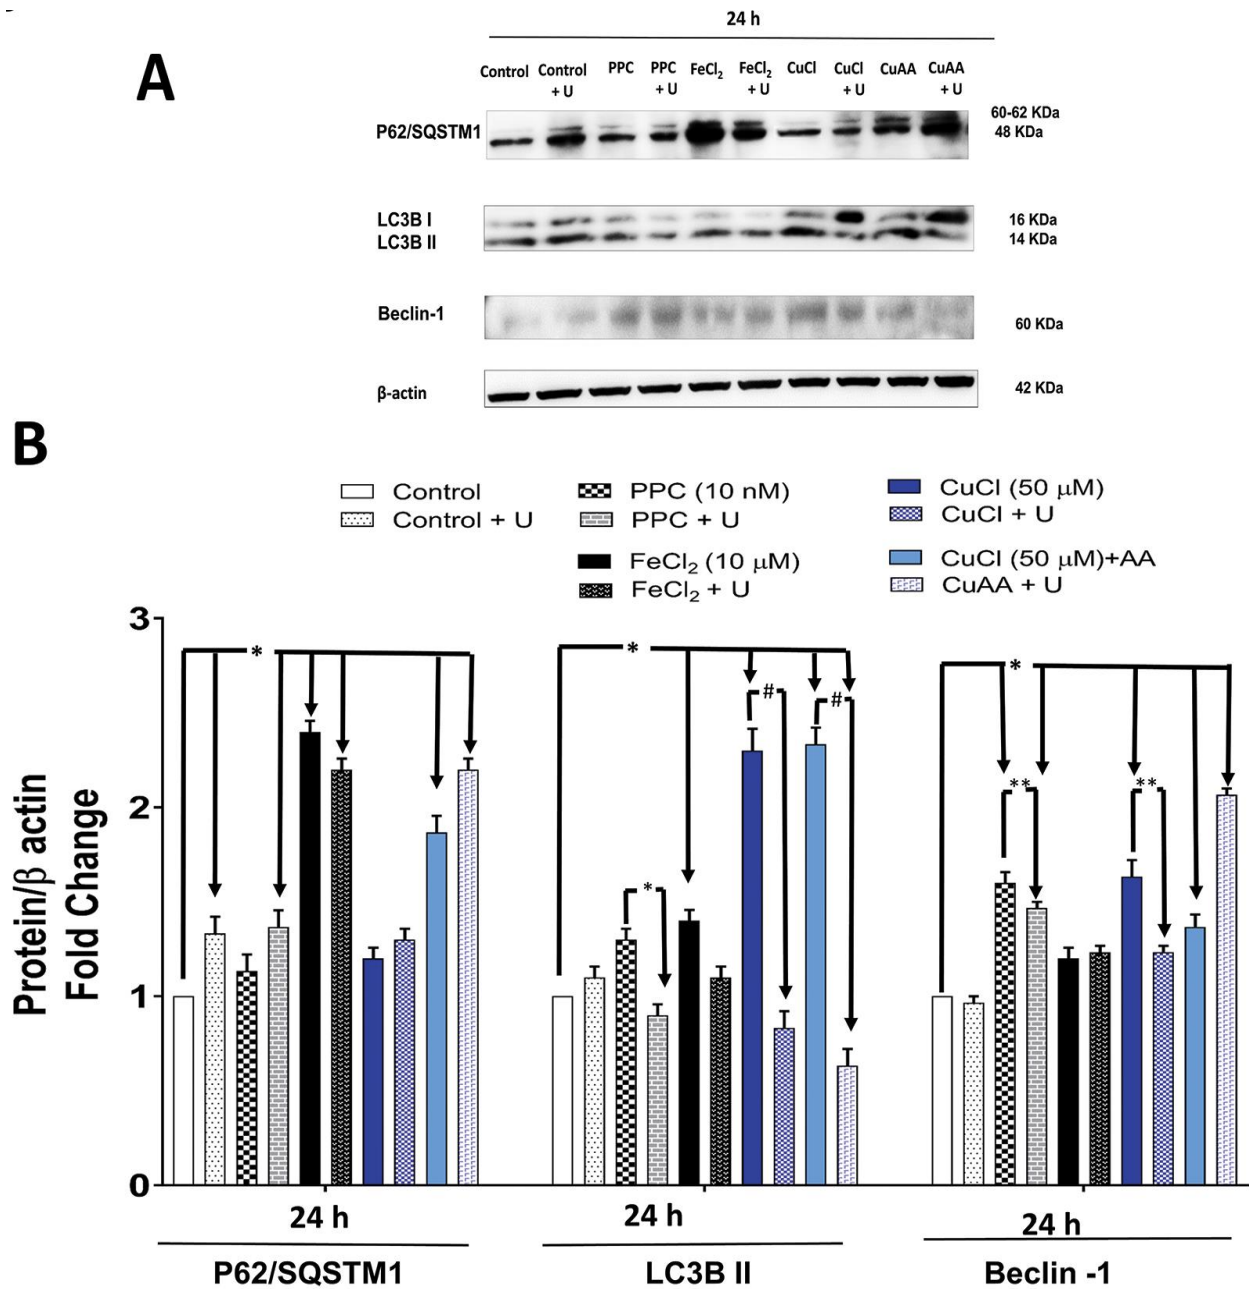 24 h
A
Control Control + U PPC PPC + U FeCl₂ FeCl₂ + U CuCl CuCl + U CuAA CuAA + U
P62/SQSTM1 60-62 KDa
48 KDa
LC3B I 16 KDa
LC3B II 14 KDa
Beclin-1 60 KDa
β-actin 42 KDa
B
Control PPC (10 nM) CuCl (50 μM)
Control + U PPC + U CuCl + U
FeCl₂ (10 μM) CuCl (50 μM)+AA
FeCl₂ + U CuAA + U
Protein/β actin
Fold Change
3
2
1
0
* * *
# #
* ** **
24 h 24 h 24 h
P62/SQSTM1 LC3B II Beclin -1